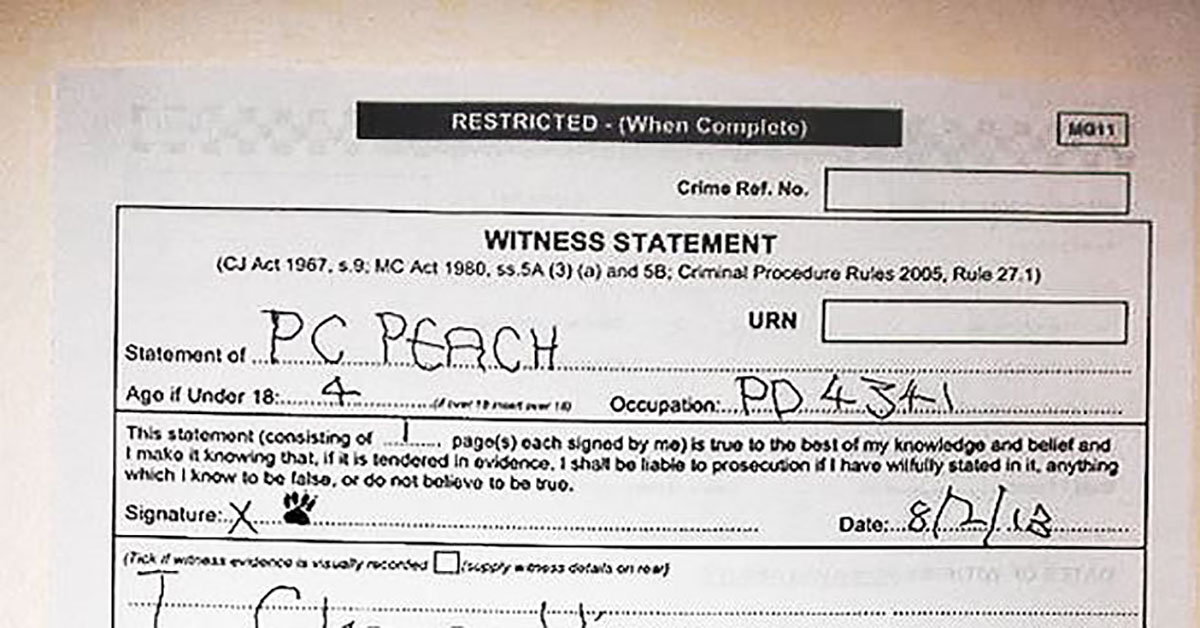 RESTRICTED - (When Complete)
MG11
Crime Ref. No.
WITNESS STATEMENT
(CJ Act 1967, s.9; MC Act 1980, ss.5A (3) (a) and 5B; Criminal Procedure Rules 2005, Rule 27.1)
URN
Statement of PC PEACH
Age if Under 18: 4 (if over 18 insert over 18) Occupation: PD 4341
This statement (consisting of 1 page(s) each signed by me) is true to the best of my knowledge and belief and
I make it knowing that, if it is tendered in evidence, I shall be liable to prosecution if I have wilfully stated in it, anything
which I know to be false, or do not believe to be true.
Signature: X Date: 8/2/13
(Tick if witness evidence is visually recorded (supply witness details on rear)